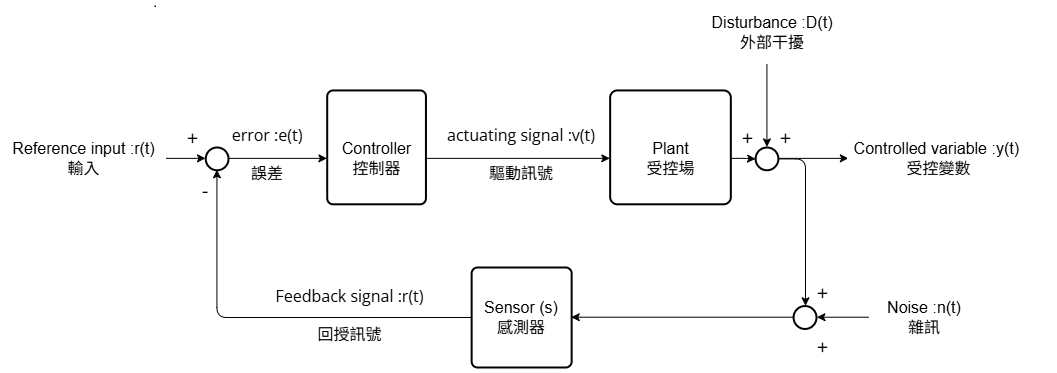 Disturbance :D(t)
外部干擾
+
error :e(t)
actuating signal :v(t)
+
+
Reference input :r(t)
輸入
誤差
Controller
控制器
驅動訊號
Plant
受控場
Controlled variable :y(t)
受控變數
-
Feedback signal :r(t)
回授訊號
Sensor (s)
感測器
+
Noise :n(t)
雜訊
+